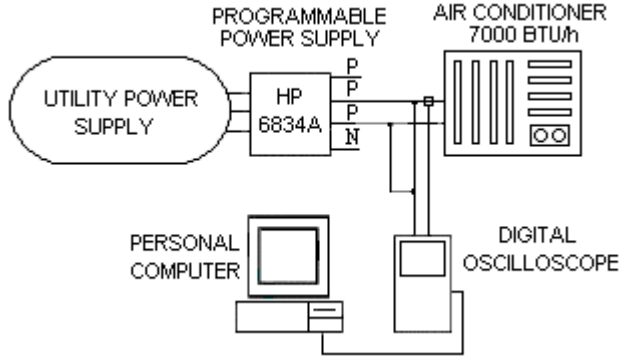 PROGRAMMABLE
POWER SUPPLY
AIR CONDITIONER
7000 BTU/h
UTILITY POWER
SUPPLY
HP
6834A
P
P
P
N
PERSONAL
COMPUTER
DIGITAL
OSCILLOSCOPE